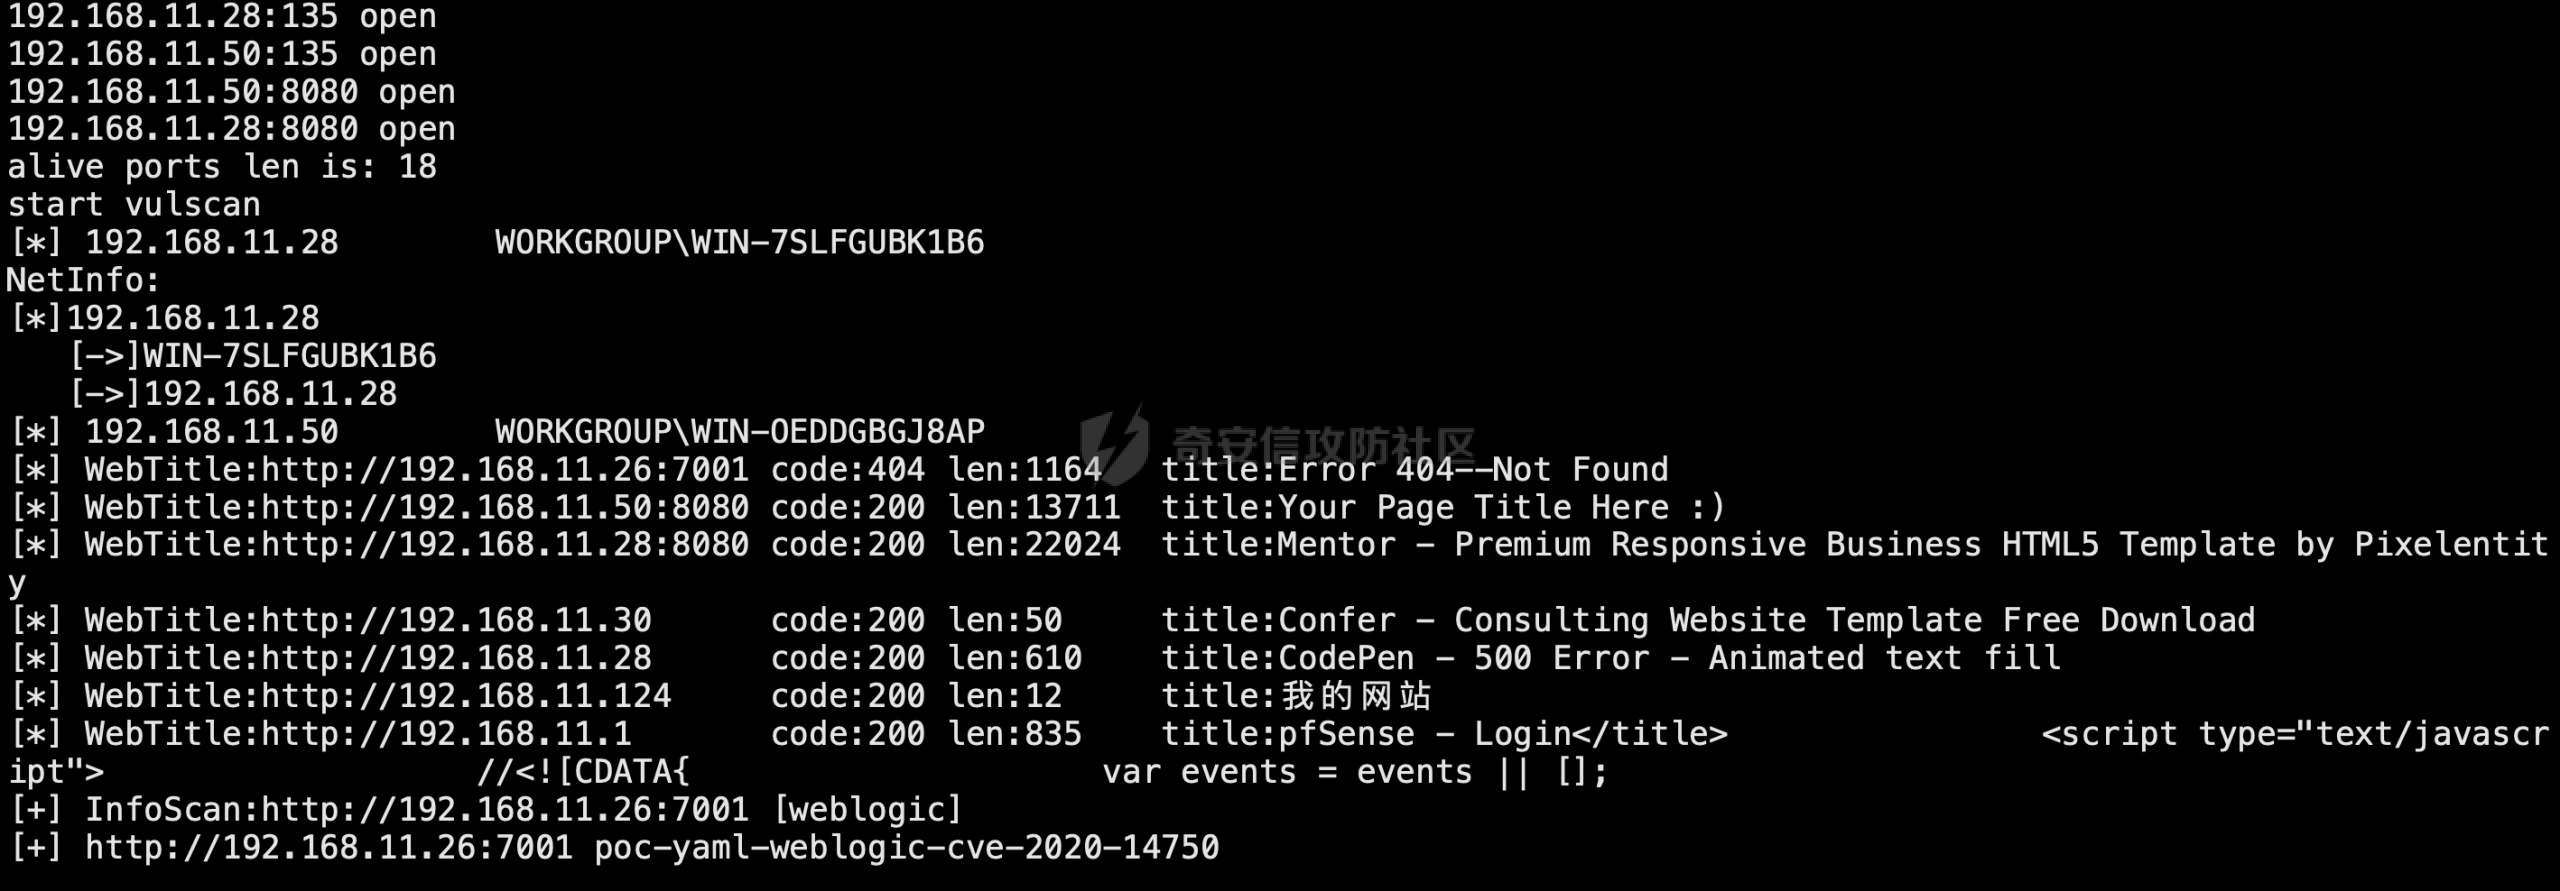 192.168.11.28:135 open
192.168.11.50:135 open
192.168.11.50:8080 open
192.168.11.28:8080 open
alive ports len is: 18
start vulscan
[*] 192.168.11.28        WORKGROUP\WIN-7SLFGUBK1B6
NetInfo:
[*]192.168.11.28
   [->]WIN-7SLFGUBK1B6
   [->]192.168.11.28
[*] 192.168.11.50        WORKGROUP\WIN-OEDDGBGJ8AP
奇安信攻防社区
[*] WebTitle:http://192.168.11.26:7001 code:404 len:1164   title:Error 404--Not Found
[*] WebTitle:http://192.168.11.50:8080 code:200 len:13711  title:Your Page Title Here :)
[*] WebTitle:http://192.168.11.28:8080 code:200 len:22024  title:Mentor - Premium Responsive Business HTML5 Template by Pixelentit
y
[*] WebTitle:http://192.168.11.30      code:200 len:50     title:Confer - Consulting Website Template Free Download
[*] WebTitle:http://192.168.11.28      code:200 len:610    title:CodePen - 500 Error - Animated text fill
[*] WebTitle:http://192.168.11.124     code:200 len:12     title:我的网站
[*] WebTitle:http://192.168.11.1       code:200 len:835    title:pfSense - Login</title>                <script type="text/javascr
ipt">                   //<![CDATA{                     var events = events || [];
[+] InfoScan:http://192.168.11.26:7001 [weblogic]
[+] http://192.168.11.26:7001 poc-yaml-weblogic-cve-2020-14750